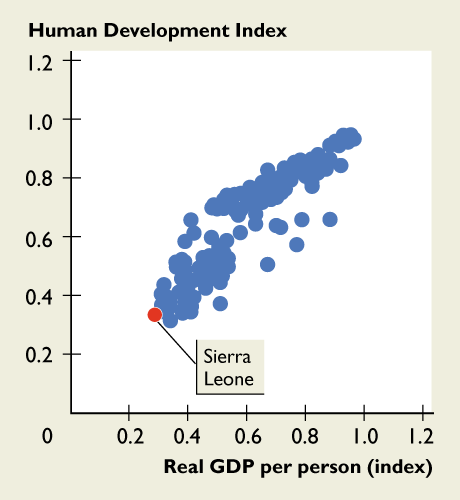 Human Development Index
1.2
1.0
0.8
0.6
0.4
0.2
Sierra
Leone
0 0.2 0.4 0.6 0.8 1.0 1.2
Real GDP per person (index)